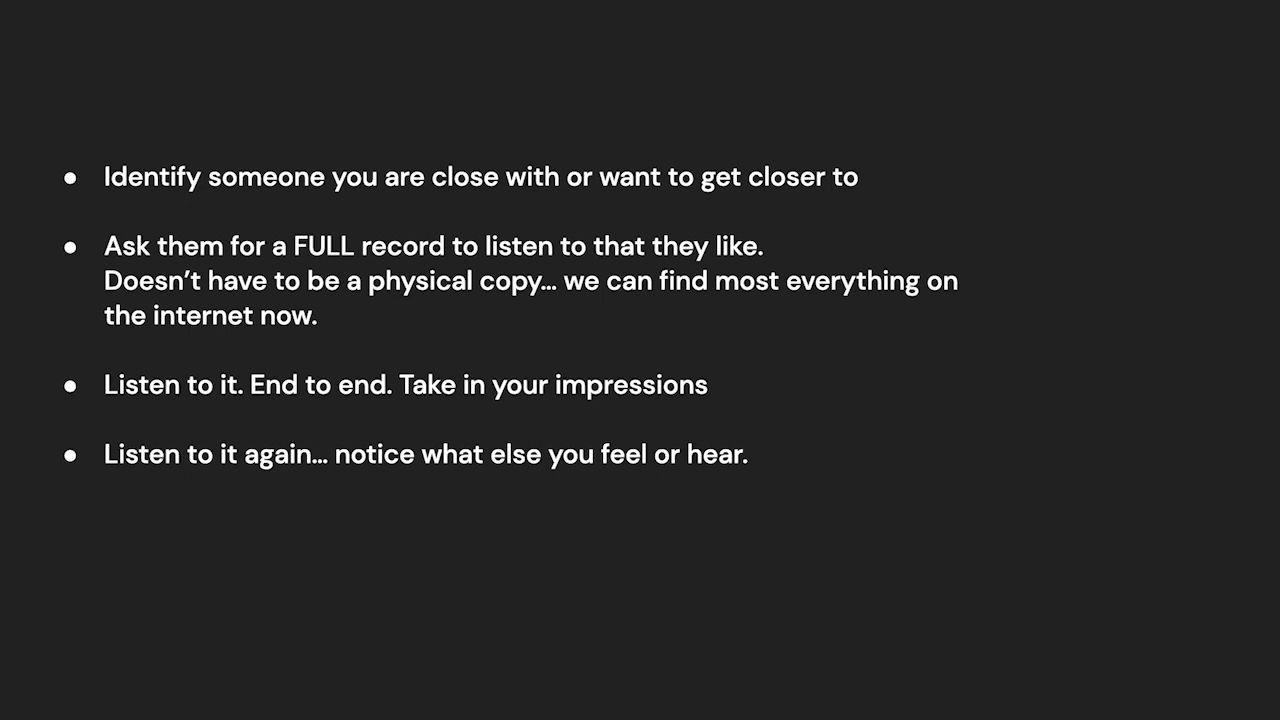 ● Identify someone you are close with or want to get closer to
● Ask them for a FULL record to listen to that they like.
Doesn’t have to be a physical copy... we can find most everything on
the internet now.
● Listen to it. End to end. Take in your impressions
● Listen to it again... notice what else you feel or hear.